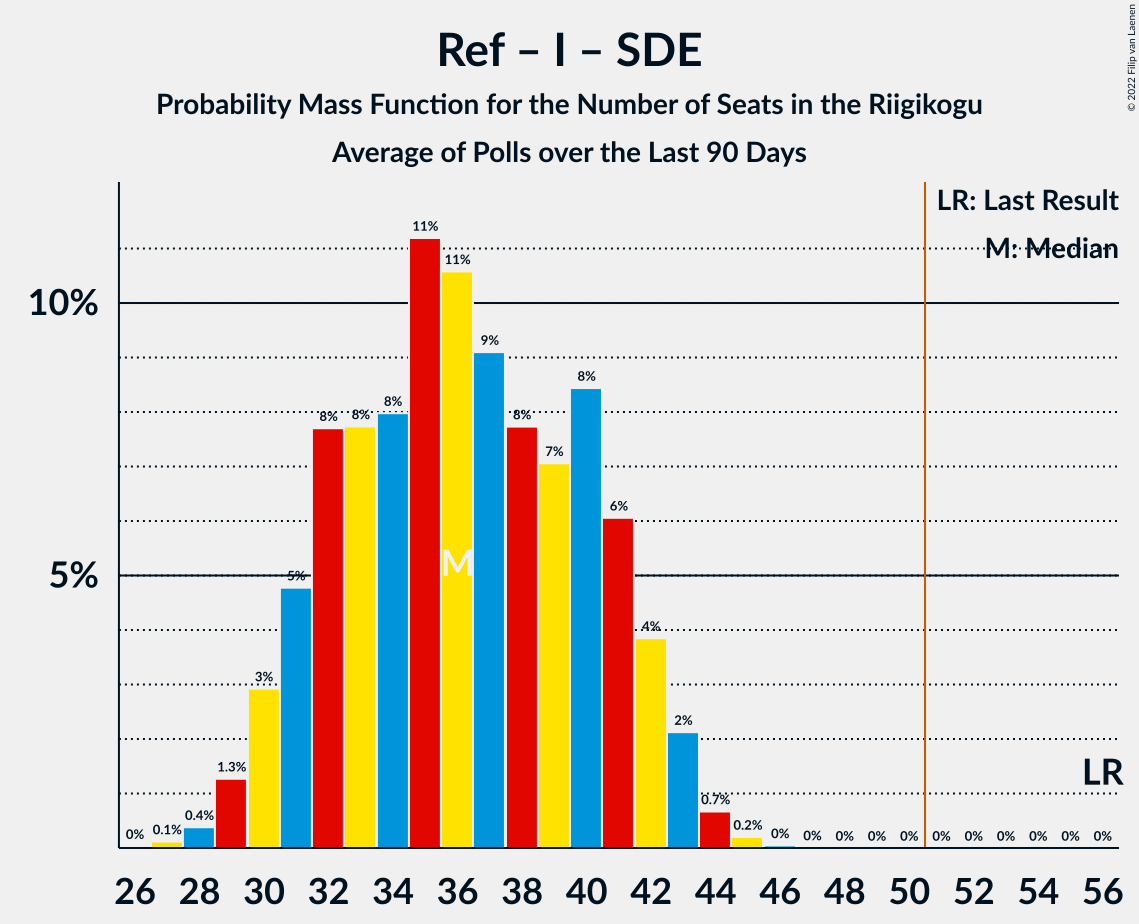 Ref – I – SDE
Probability Mass Function for the Number of Seats in the Riigikogu
Average of Polls over the Last 90 Days
© 2022 Filip van Laenen
LR: Last Result
M: Median
10%
5%
0% 0.1% 0.4% 1.3% 3% 5% 8% 8% 8% 11% 11% 9% 8% 7% 8% 6% 4% 2% 0.7% 0.2% 0% 0% 0% 0% 0% 0% 0% 0% 0% 0% 0%
M
LR
26 28 30 32 34 36 38 40 42 44 46 48 50 52 54 56